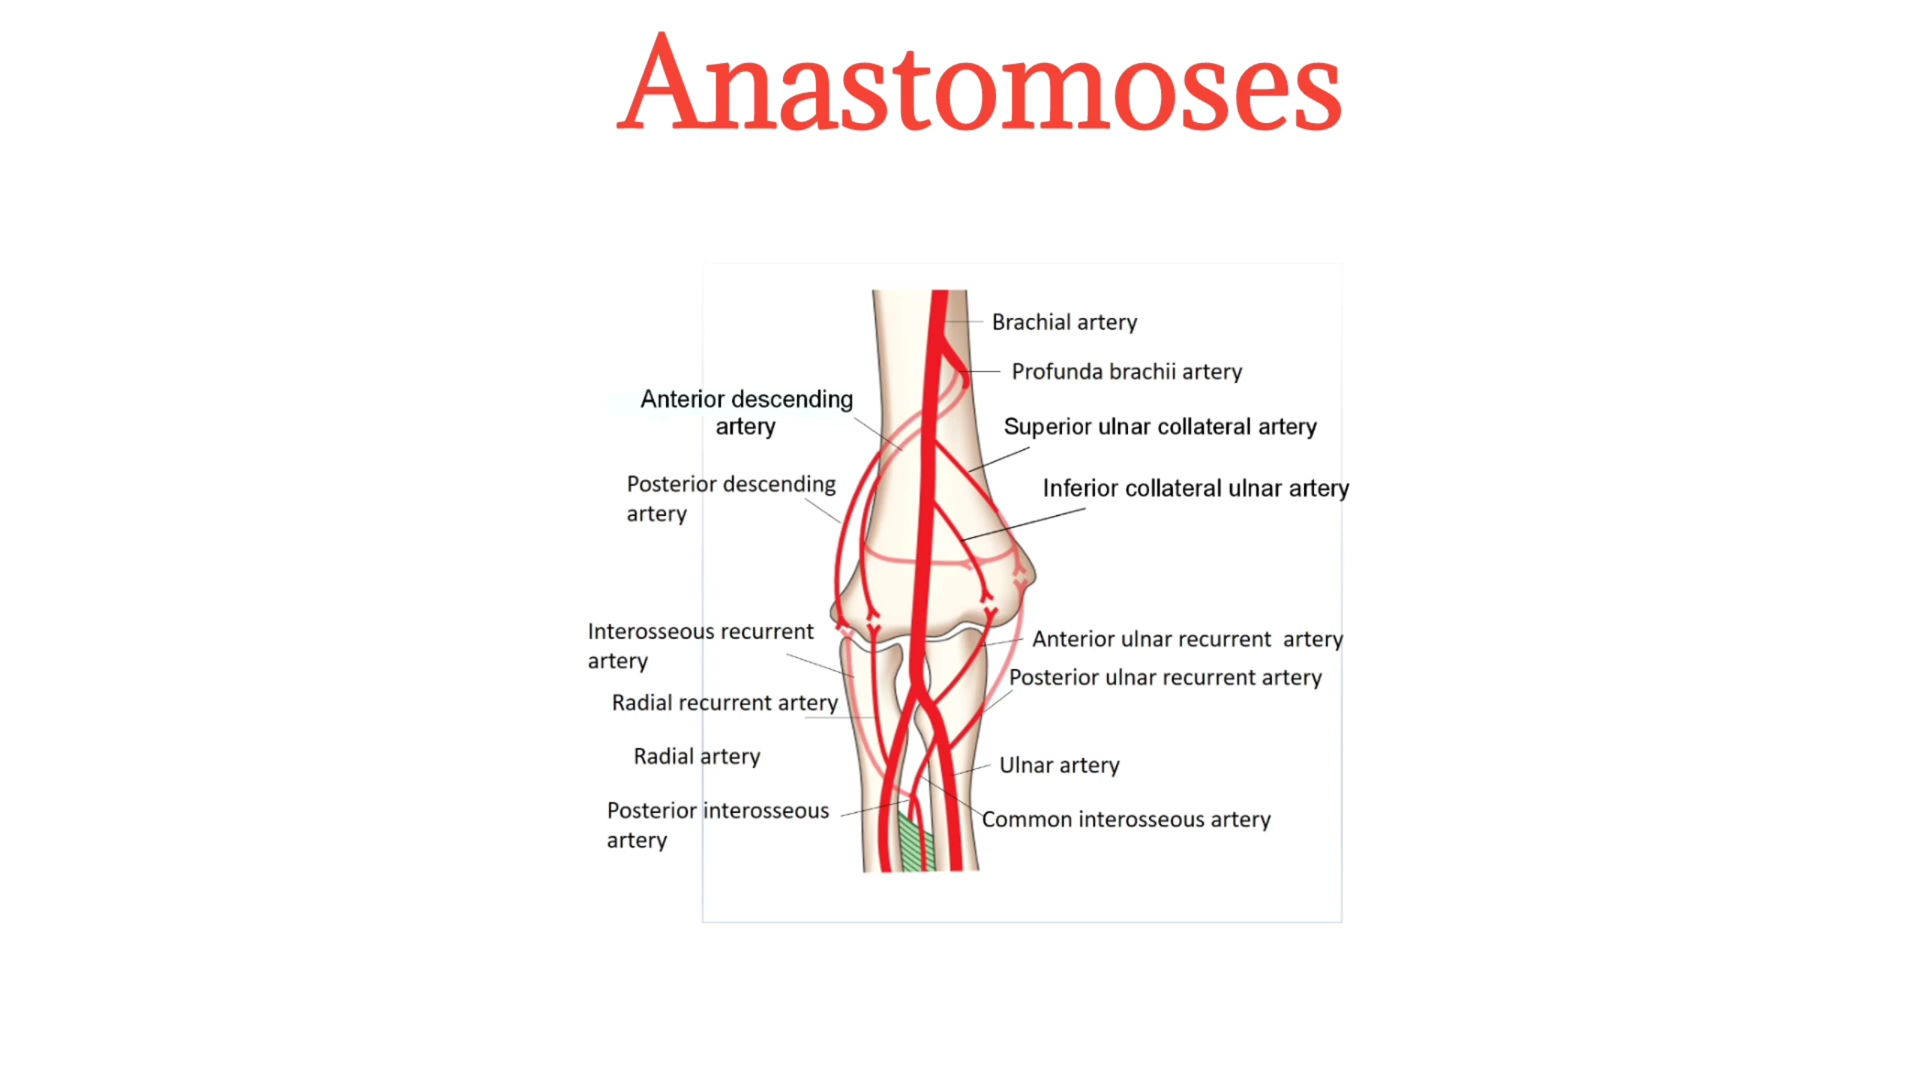 Anastomoses
Brachial artery
Profunda brachii artery
Anterior descending
artery
Superior ulnar collateral artery
Posterior descending
artery
Inferior collateral ulnar artery
Interosseous recurrent
artery
Anterior ulnar recurrent artery
Posterior ulnar recurrent artery
Radial recurrent artery
Radial artery
Ulnar artery
Posterior interosseous
artery
Common interosseous artery